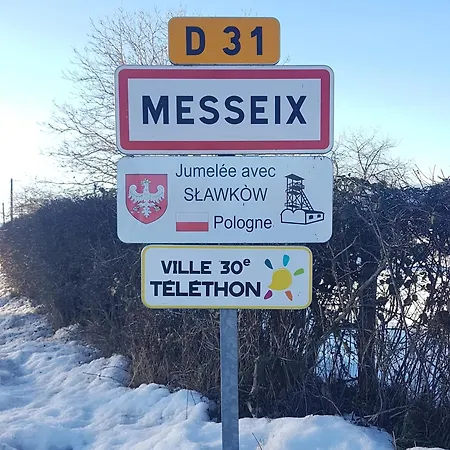 D 31
MESSEIX
Jumelée avec
SŁAWKÒW
Pologne
VILLE 30e
TÉLÉTHON